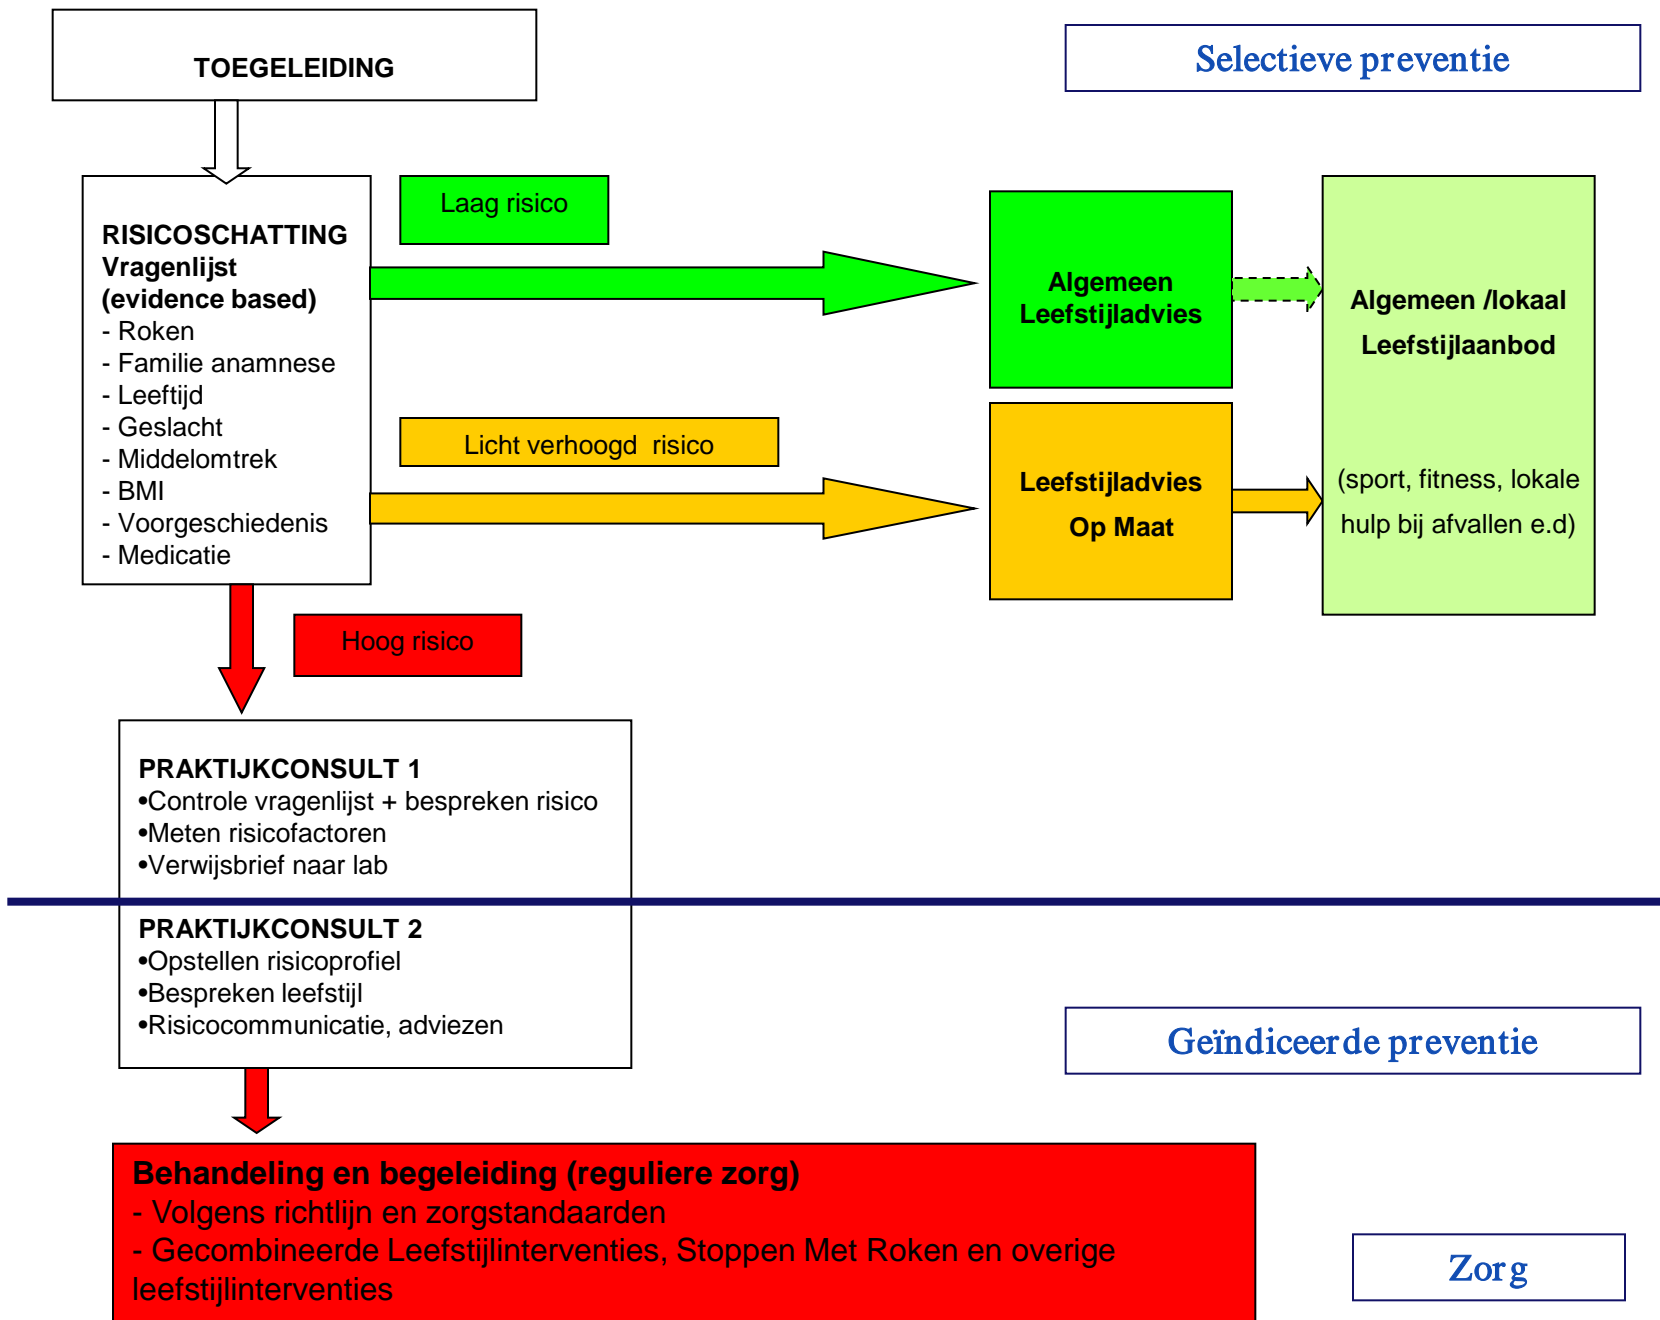 TOEGELEIDING
Selectieve preventie
RISICOSCHATTING
Vragenlijst
(evidence based)
- Roken
- Familie anamnese
- Leeftijd
- Geslacht
- Middelomtrek
- BMI
- Voorgeschiedenis
- Medicatie
Laag risico
Algemeen
Leefstijladvies
Algemeen /lokaal
Leefstijlaanbod
(sport, fitness, lokale
hulp bij afvallen e.d)
Licht verhoogd  risico
Leefstijladvies
Op Maat
Hoog risico
PRAKTIJKCONSULT 1
•Controle vragenlijst + bespreken risico
•Meten risicofactoren
•Verwijsbrief naar lab
PRAKTIJKCONSULT 2
•Opstellen risicoprofiel
•Bespreken leefstijl
•Risicocommunicatie, adviezen
Geïndiceerde preventie
Behandeling en begeleiding (reguliere zorg)
- Volgens richtlijn en zorgstandaarden
- Gecombineerde Leefstijlinterventies, Stoppen Met Roken en overige
leefstijlinterventies
Zorg